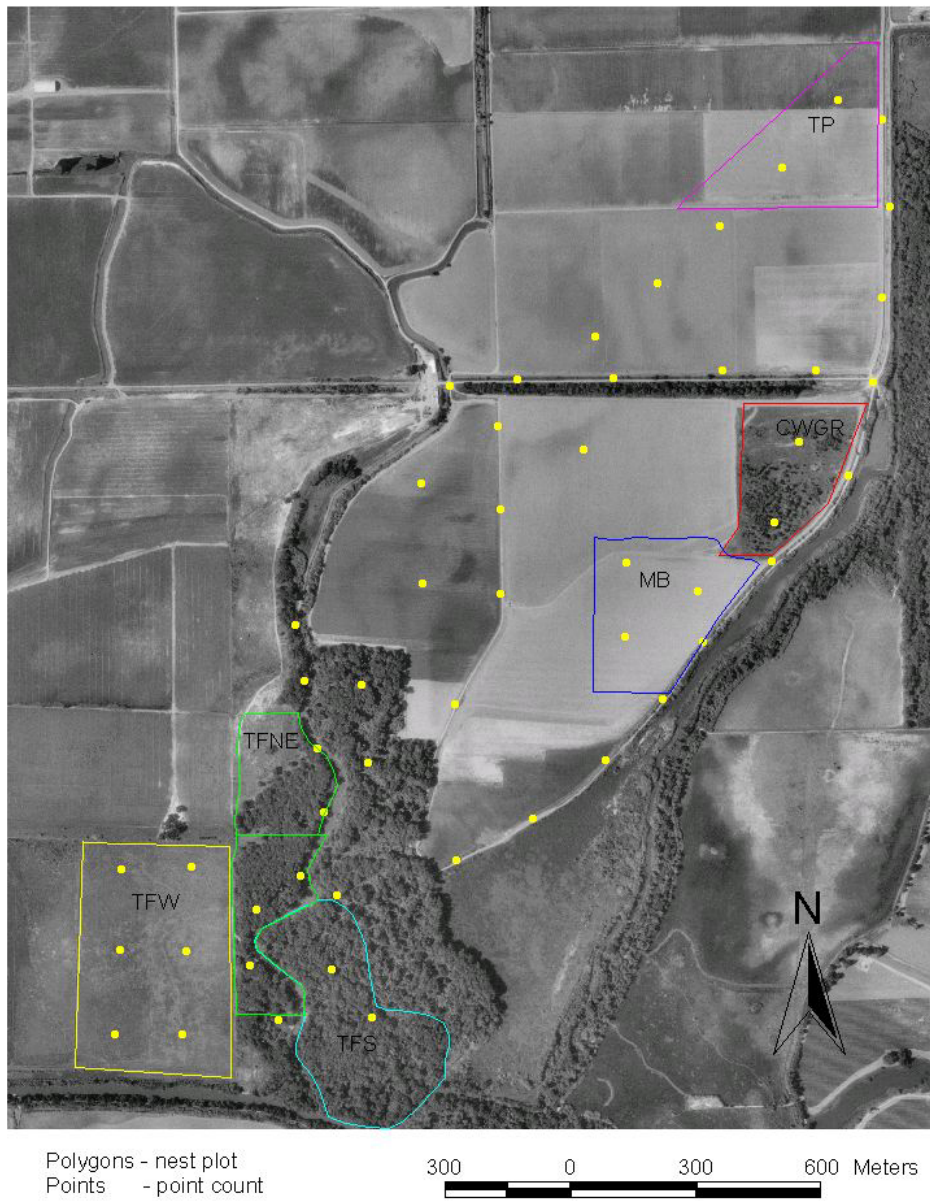 TP
CWGR
MB
TFNE
TFW
N
TFS
Polygons - nest plot
Points - point count
300 0 300 600 Meters